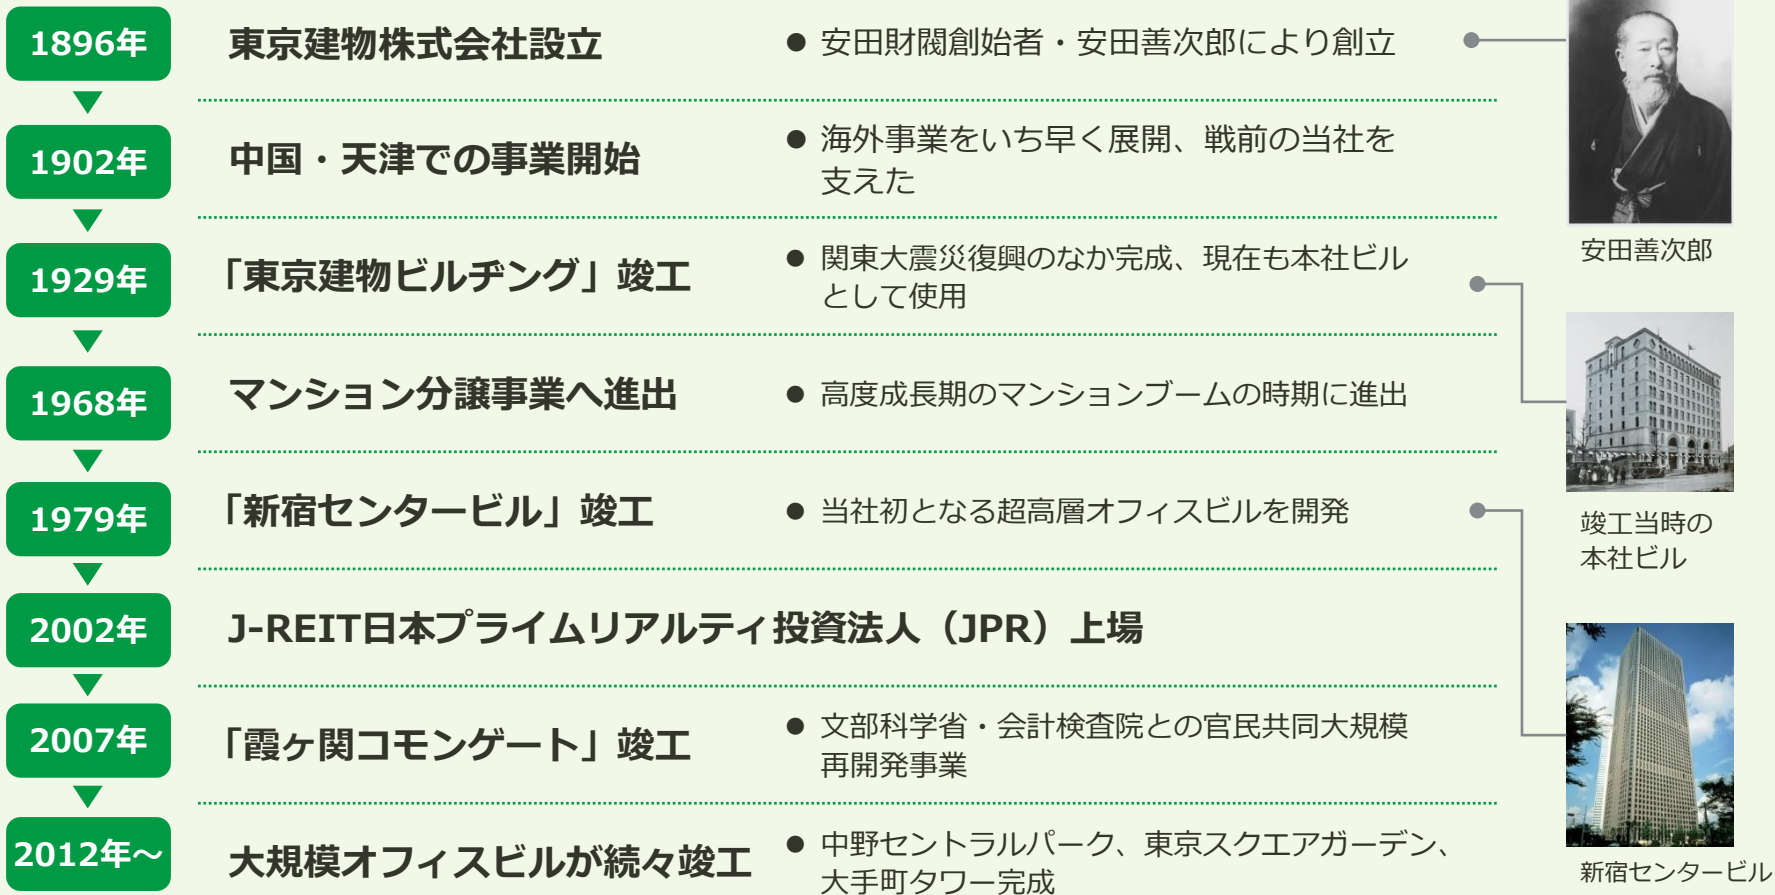 1896年
東京建物株式会社設立
● 安田財閥創始者・安田善次郎により創立
1902年
中国・天津での事業開始
● 海外事業をいち早く展開、戦前の当社を
支えた
安田善次郎
1929年
「東京建物ビルヂング」竣工
● 関東大震災復興のなか完成、現在も本社ビル
として使用
1968年
マンション分譲事業へ進出
● 高度成長期のマンションブームの時期に進出
1979年
「新宿センタービル」竣工
● 当社初となる超高層オフィスビルを開発
竣工当時の
本社ビル
2002年
J-REIT日本プライムリアルティ投資法人（JPR）上場
2007年
「霞ヶ関コモンゲート」竣工
● 文部科学省・会計検査院との官民共同大規模
再開発事業
2012年～
大規模オフィスビルが続々竣工
● 中野セントラルパーク、東京スクエアガーデン、
大手町タワー完成
新宿センタービル